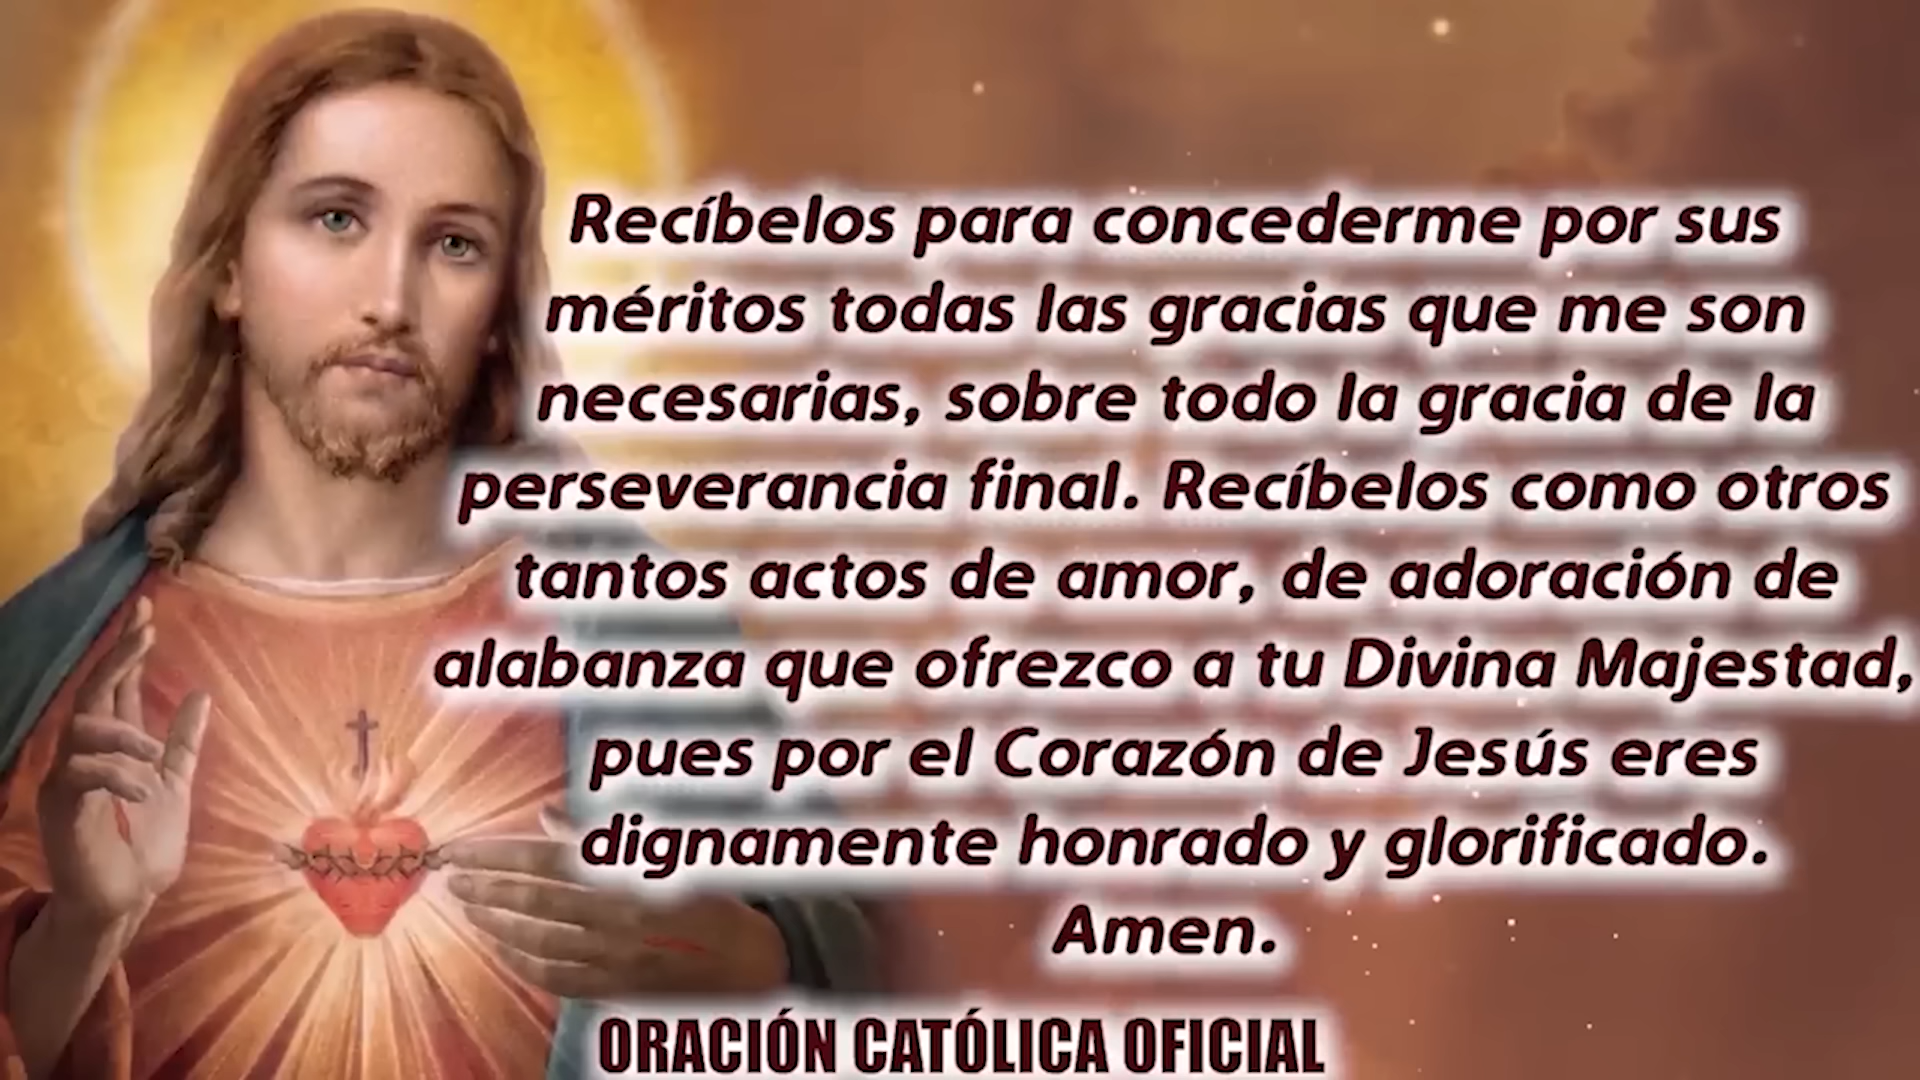 Recíbelos para concederme por sus
méritos todas las gracias que me son
necesarias, sobre todo la gracia de la
perseverancia final. Recíbelos como otros
tantos actos de amor, de adoración de
alabanza que ofrezco a tu Divina Majestad,
pues por el Corazón de Jesús eres
dignamente honrado y glorificado.
Amen.
ORACIÓN CATÓLICA OFICIAL